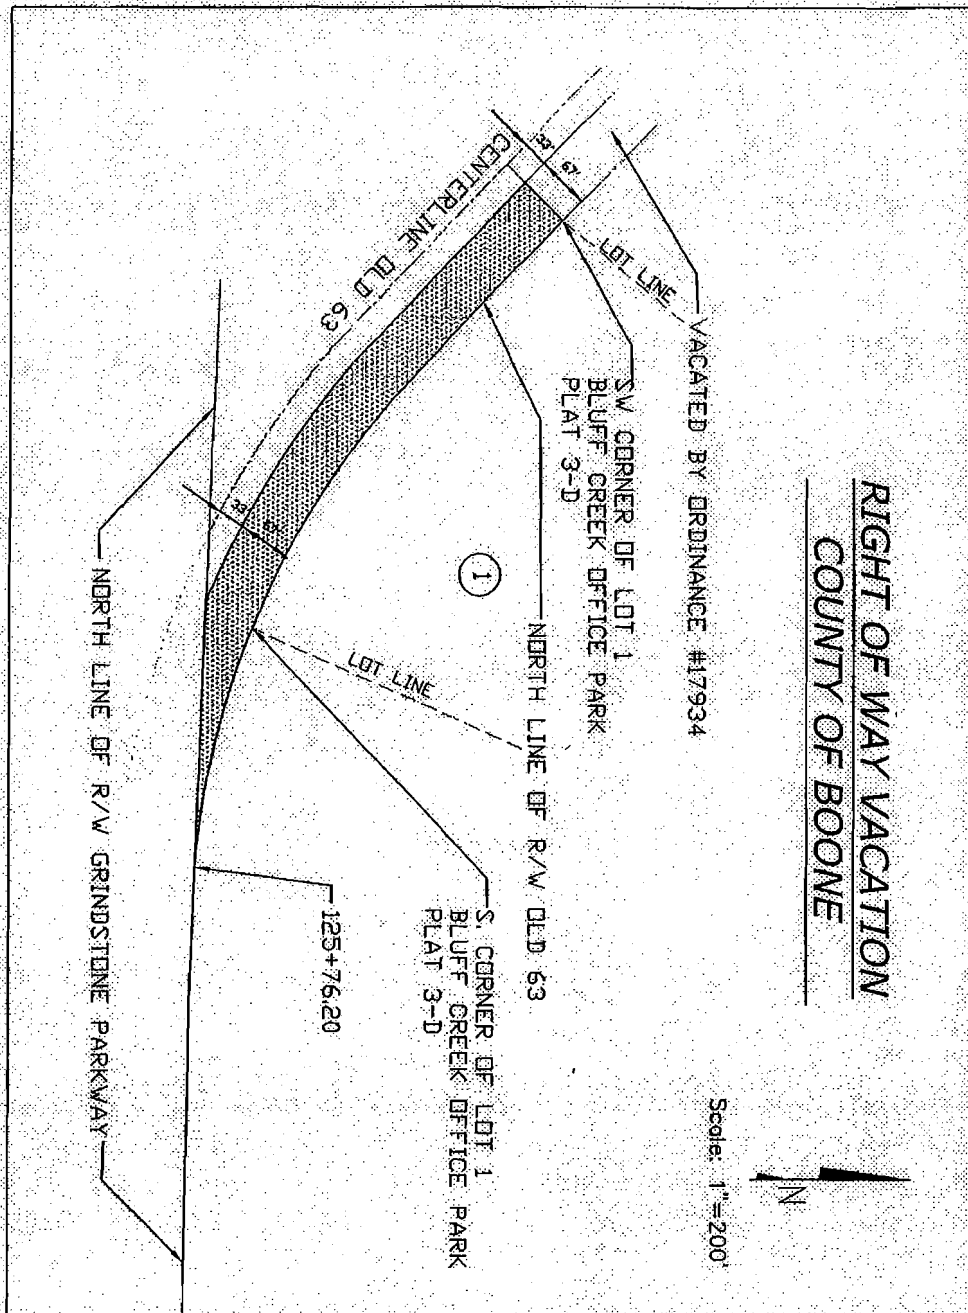 RIGHT OF WAY VACATION
COUNTY OF BOONE
N
Scale: 1"=200'
VACATED BY ORDINANCE #17934
LOT LINE
33'
67'
CENTERLINE OLD 63
SW CORNER OF LOT 1
BLUFF CREEK OFFICE PARK
PLAT 3-D
1
NORTH LINE OF R/W OLD 63
LOT LINE
33'
S. CORNER OF LOT 1
BLUFF CREEK OFFICE PARK
PLAT 3-D
125+76.20
NORTH LINE OF R/W GRINDSTONE PARKWAY